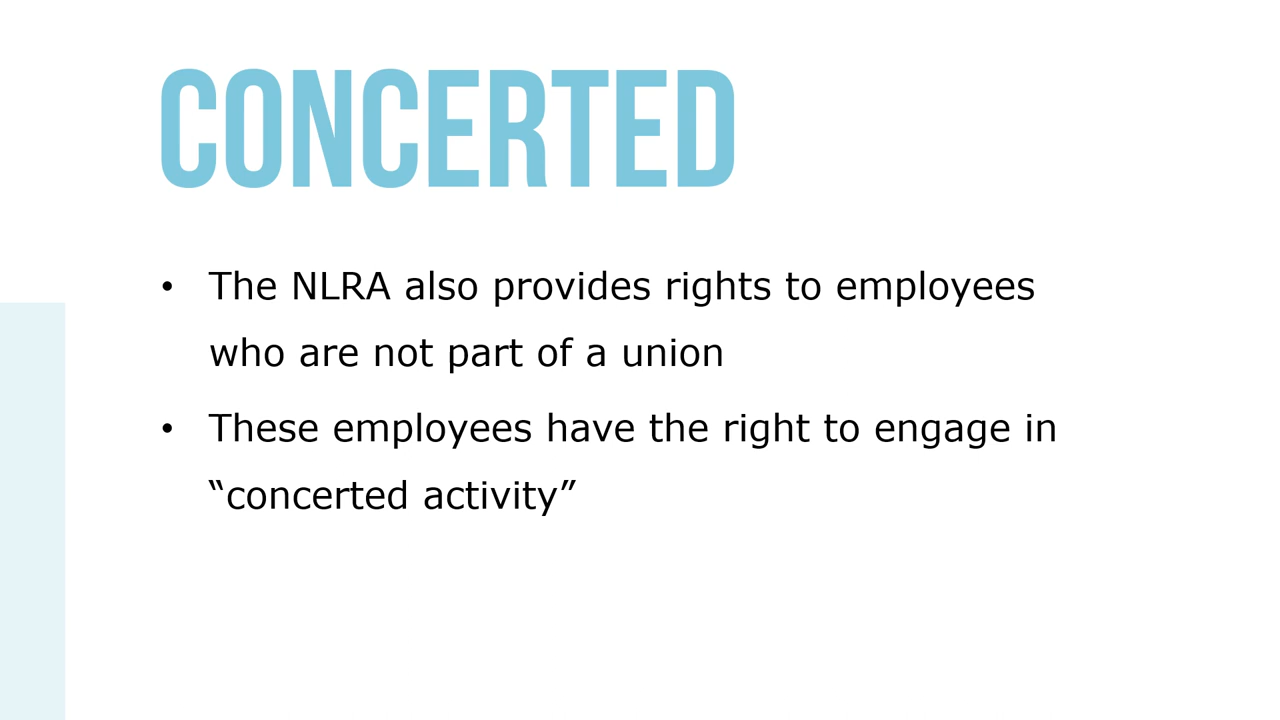 CONCERTED
• The NLRA also provides rights to employees
who are not part of a union
• These employees have the right to engage in
“concerted activity”